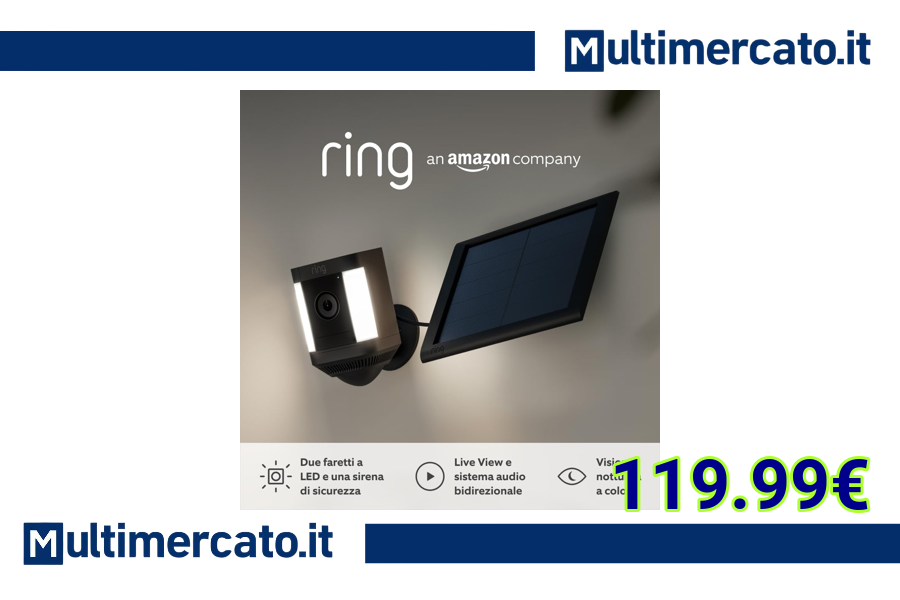 Multimercato.it
ring an amazon company
ring
Due faretti a
LED e una sirena
di sicurezza
Live View e
sistema audio
bidirezionale
119.99€
Multimercato.it